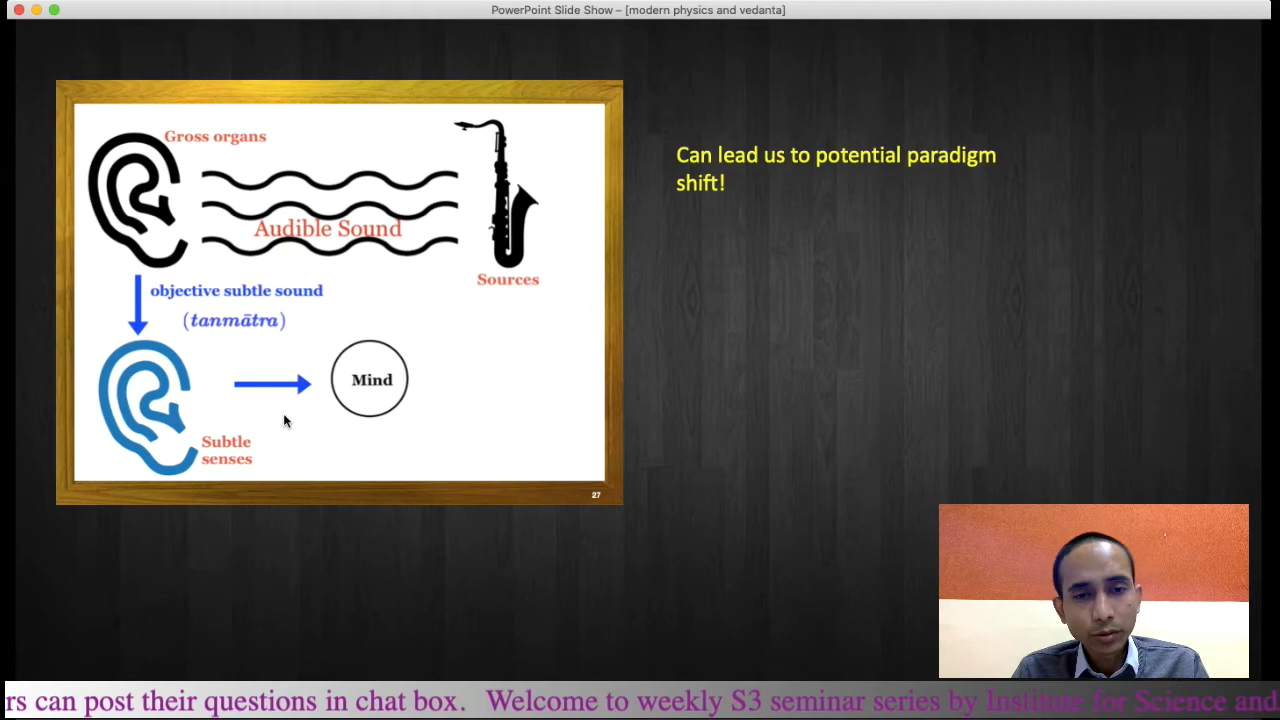 PowerPoint Slide Show – [modern physics and vedanta]
Gross organs
Audible Sound
Sources
objective subtle sound
(tanmātra)
Mind
Subtle
senses
27
Can lead us to potential paradigm
shift!
rs can post their questions in chat box. Welcome to weekly S3 seminar series by Institute for Science and